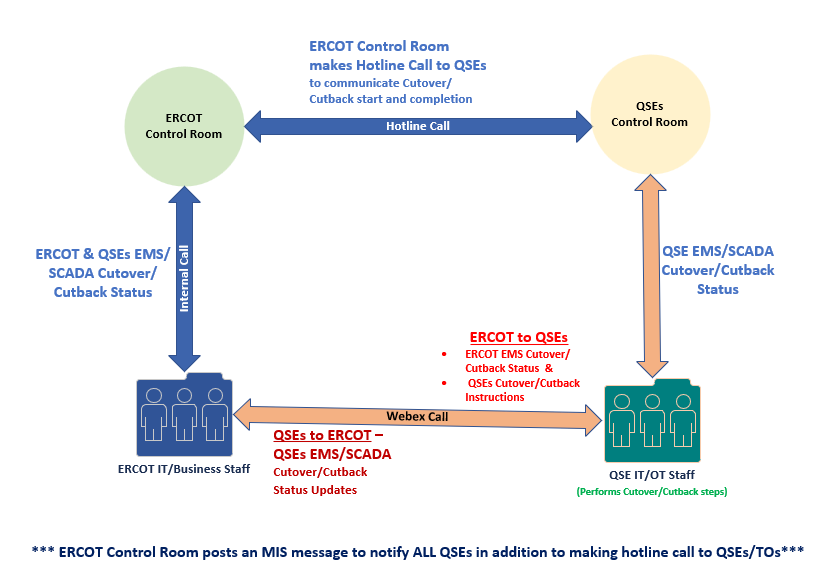 ERCOT Control Room
makes Hotline Call to QSEs
to communicate Cutover/
Cutback start and completion
ERCOT
Control Room
Hotline Call
QSEs
Control Room
ERCOT & QSEs EMS/
SCADA Cutover/
Cutback Status
Internal Call
QSE EMS/SCADA
Cutover/Cutback
Status
ERCOT to QSEs
• ERCOT EMS Cutover/
Cutback Status &
• QSEs Cutover/Cutback
Instructions
Webex Call
QSEs to ERCOT –
QSEs EMS/SCADA
Cutover/Cutback
Status Updates
ERCOT IT/Business Staff
QSE IT/OT Staff
(Performs Cutover/Cutback steps)
*** ERCOT Control Room posts an MIS message to notify ALL QSEs in addition to making hotline call to QSEs/TOs***